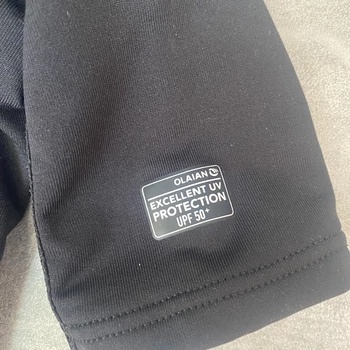 OLAIAN
EXCELLENT UV
PROTECTION
UPF 50+